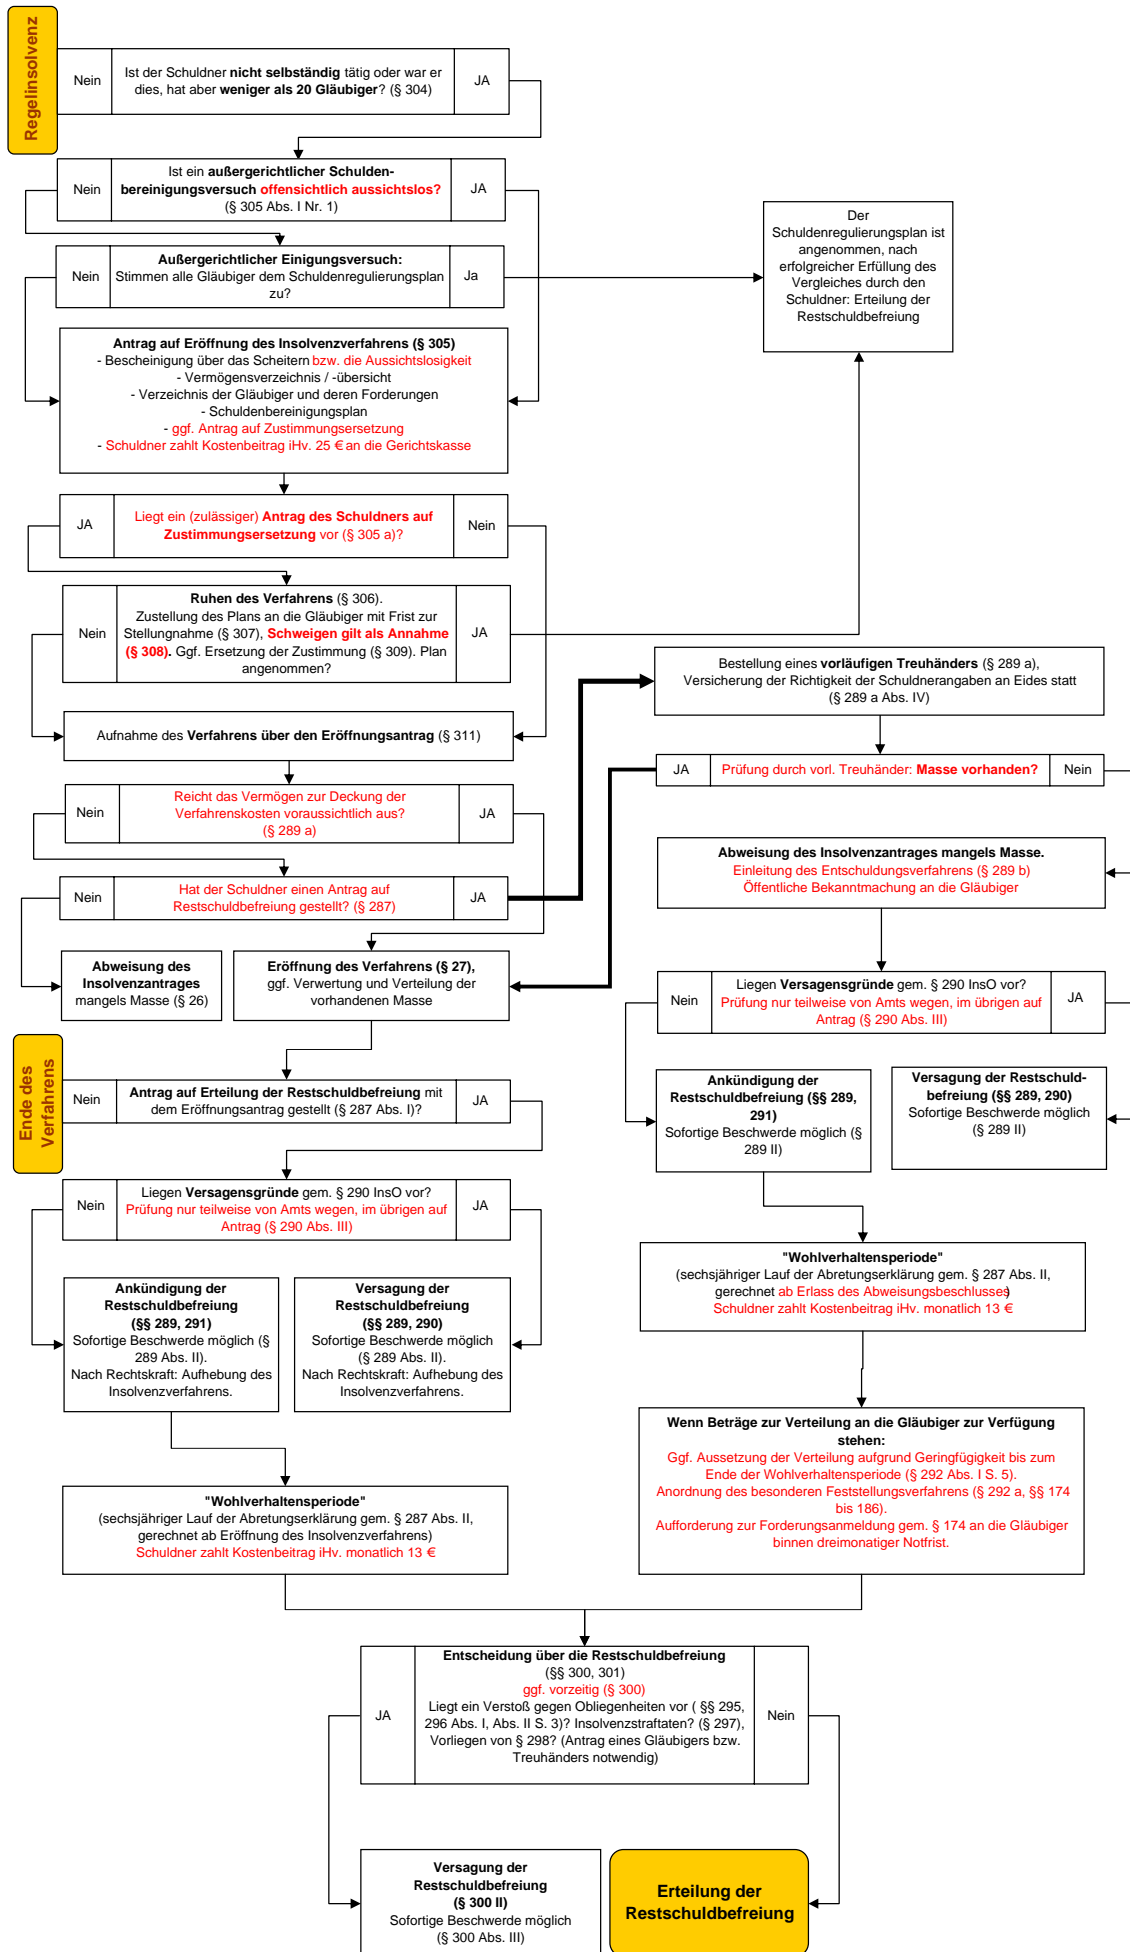 Regelinsolvenz
Nein
Ist der Schuldner nicht selbständig tätig oder war er
dies, hat aber weniger als 20 Gläubiger? (§ 304)
JA
Nein
Ist ein außergerichtlicher Schulden-
bereinigungsversuch offensichtlich aussichtslos?
(§ 305 Abs. I Nr. 1)
JA
Der
Schuldenregulierungsplan ist
angenommen, nach
erfolgreicher Erfüllung des
Vergleiches durch den
Schuldner: Erteilung der
Restschuldbefreiung
Nein
Außergerichtlicher Einigungsversuch:
Stimmen alle Gläubiger dem Schuldenregulierungsplan
zu?
Ja
Antrag auf Eröffnung des Insolvenzverfahrens (§ 305)
- Bescheinigung über das Scheitern bzw. die Aussichtslosigkeit
- Vermögensverzeichnis / -übersicht
- Verzeichnis der Gläubiger und deren Forderungen
- Schuldenbereinigungsplan
- ggf. Antrag auf Zustimmungsersetzung
- Schuldner zahlt Kostenbeitrag iHv. 25 € an die Gerichtskasse
JA
Liegt ein (zulässiger) Antrag des Schuldners auf
Zustimmungsersetzung vor (§ 305 a)?
Nein
Nein
Ruhen des Verfahrens (§ 306).
Zustellung des Plans an die Gläubiger mit Frist zur
Stellungnahme (§ 307), Schweigen gilt als Annahme
(§ 308). Ggf. Ersetzung der Zustimmung (§ 309). Plan
angenommen?
JA
Aufnahme des Verfahrens über den Eröffnungsantrag (§ 311)
Nein
Reicht das Vermögen zur Deckung der
Verfahrenskosten voraussichtlich aus?
(§ 289 a)
JA
Nein
Hat der Schuldner einen Antrag auf
Restschuldbefreiung gestellt? (§ 287)
JA
Abweisung des
Insolvenzantrages
mangels Masse (§ 26)
Eröffnung des Verfahrens (§ 27),
ggf. Verwertung und Verteilung der
vorhandenen Masse
Bestellung eines vorläufigen Treuhänders (§ 289 a),
Versicherung der Richtigkeit der Schuldnerangaben an Eides statt
(§ 289 a Abs. IV)
JA
Prüfung durch vorl. Treuhänder: Masse vorhanden?
Nein
Abweisung des Insolvenzantrages mangels Masse.
Einleitung des Entschuldungsverfahrens (§ 289 b)
Öffentliche Bekanntmachung an die Gläubiger
Nein
Liegen Versagensgründe gem. § 290 InsO vor?
Prüfung nur teilweise von Amts wegen, im übrigen auf
Antrag (§ 290 Abs. III)
JA
Ankündigung der
Restschuldbefreiung (§§ 289,
291)
Sofortige Beschwerde möglich (§
289 II)
Versagung der Restschuld-
befreiung (§§ 289, 290)
Sofortige Beschwerde möglich
(§ 289 II)
Ende des
Verfahrens
Nein
Antrag auf Erteilung der Restschuldbefreiung mit
dem Eröffnungsantrag gestellt (§ 287 Abs. I)?
JA
Nein
Liegen Versagensgründe gem. § 290 InsO vor?
Prüfung nur teilweise von Amts wegen, im übrigen auf
Antrag (§ 290 Abs. III)
JA
Ankündigung der
Restschuldbefreiung
(§§ 289, 291)
Sofortige Beschwerde möglich (§
289 Abs. II).
Nach Rechtskraft: Aufhebung des
Insolvenzverfahrens.
Versagung der
Restschuldbefreiung
(§§ 289, 290)
Sofortige Beschwerde möglich
(§ 289 Abs. II).
Nach Rechtskraft: Aufhebung des
Insolvenzverfahrens.
"Wohlverhaltensperiode"
(sechsjähriger Lauf der Abretungserklärung gem. § 287 Abs. II,
gerechnet ab Erlass des Abweisungsbeschlusses)
Schuldner zahlt Kostenbeitrag iHv. monatlich 13 €
Wenn Beträge zur Verteilung an die Gläubiger zur Verfügung
stehen:
Ggf. Aussetzung der Verteilung aufgrund Geringfügigkeit bis zum
Ende der Wohlverhaltensperiode (§ 292 Abs. I S. 5).
Anordnung des besonderen Feststellungsverfahrens (§ 292 a, §§ 174
bis 186).
Aufforderung zur Forderungsanmeldung gem. § 174 an die Gläubiger
binnen dreimonatiger Notfrist.
"Wohlverhaltensperiode"
(sechsjähriger Lauf der Abretungserklärung gem. § 287 Abs. II,
gerechnet ab Eröffnung des Insolvenzverfahrens)
Schuldner zahlt Kostenbeitrag iHv. monatlich 13 €
JA
Entscheidung über die Restschuldbefreiung
(§§ 300, 301)
ggf. vorzeitig (§ 300)
Liegt ein Verstoß gegen Obliegenheiten vor ( §§ 295,
296 Abs. I, Abs. II S. 3)? Insolvenzstraftaten? (§ 297),
Vorliegen von § 298? (Antrag eines Gläubigers bzw.
Treuhänders notwendig)
Nein
Versagung der
Restschuldbefreiung
(§ 300 II)
Sofortige Beschwerde möglich
(§ 300 Abs. III)
Erteilung der
Restschuldbefreiung